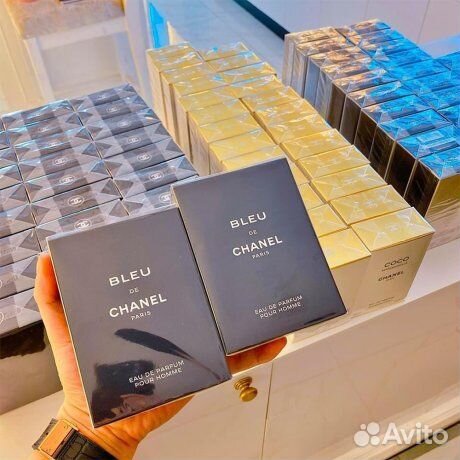 BLEU
DE
CHANEL
PARIS
EAU DE PARFUM
POUR HOMME
BLEU
DE
CHANEL
PARIS
EAU DE PARFUM
POUR HOMME
COCO
CHANEL
Avito